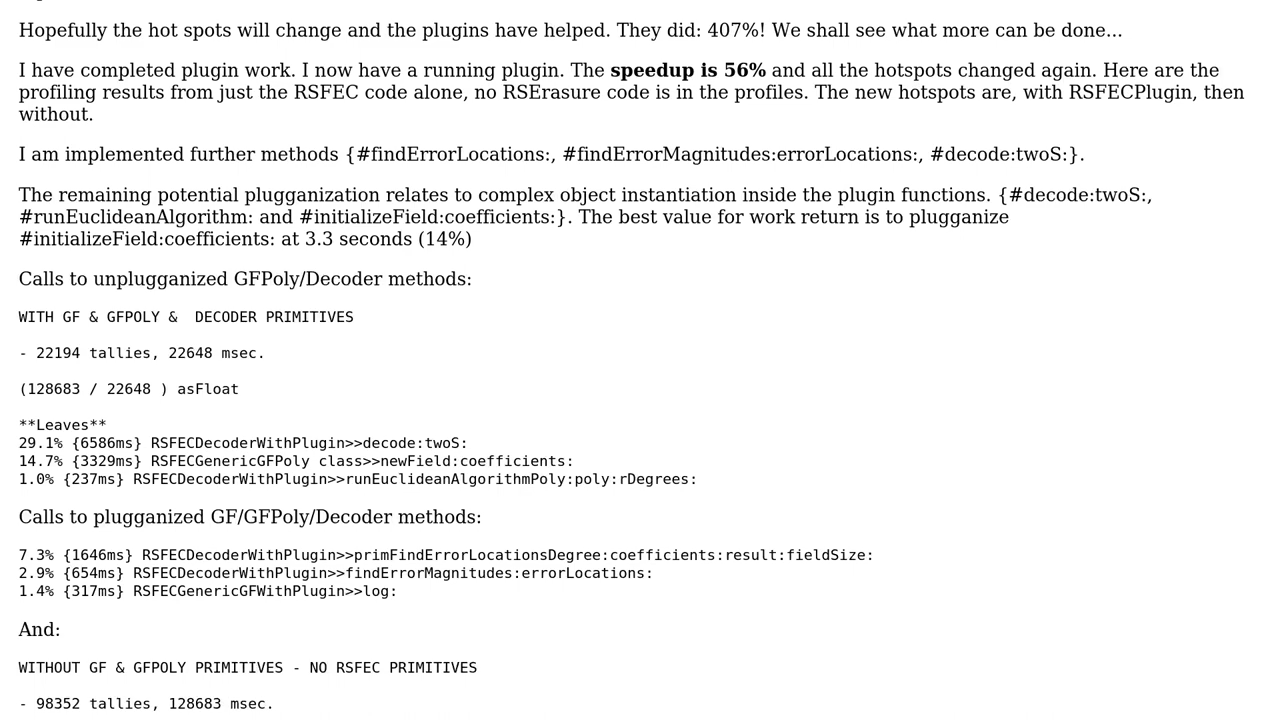 Hopefully the hot spots will change and the plugins have helped. They did: 407%! We shall see what more can be done...
I have completed plugin work. I now have a running plugin. The speedup is 56% and all the hotspots changed again. Here are the
profiling results from just the RSFEC code alone, no RSErasure code is in the profiles. The new hotspots are, with RSFECPlugin, then
without.
I am implemented further methods {#findErrorLocations:, #findErrorMagnitudes:errorLocations:, #decode:twoS:}.
The remaining potential plugganization relates to complex object instantiation inside the plugin functions. {#decode:twoS:,
#runEuclideanAlgorithm: and #initializeField:coefficients:}. The best value for work return is to plugganize
#initializeField:coefficients: at 3.3 seconds (14%)
Calls to unplugganized GFPoly/Decoder methods:
WITH GF & GFPOLY &  DECODER PRIMITIVES
- 22194 tallies, 22648 msec.
(128683 / 22648 ) asFloat
**Leaves**
29.1% {6586ms} RSFECDecoderWithPlugin>>decode:twoS:
14.7% {3329ms} RSFECGenericGFPoly class>>newField:coefficients:
1.0% {237ms} RSFECDecoderWithPlugin>>runEuclideanAlgorithmPoly:poly:rDegrees:
Calls to plugganized GF/GFPoly/Decoder methods:
7.3% {1646ms} RSFECDecoderWithPlugin>>primFindErrorLocationsDegree:coefficients:result:fieldSize:
2.9% {654ms} RSFECDecoderWithPlugin>>findErrorMagnitudes:errorLocations:
1.4% {317ms} RSFECGenericGFWithPlugin>>log:
And:
WITHOUT GF & GFPOLY PRIMITIVES - NO RSFEC PRIMITIVES
- 98352 tallies, 128683 msec.